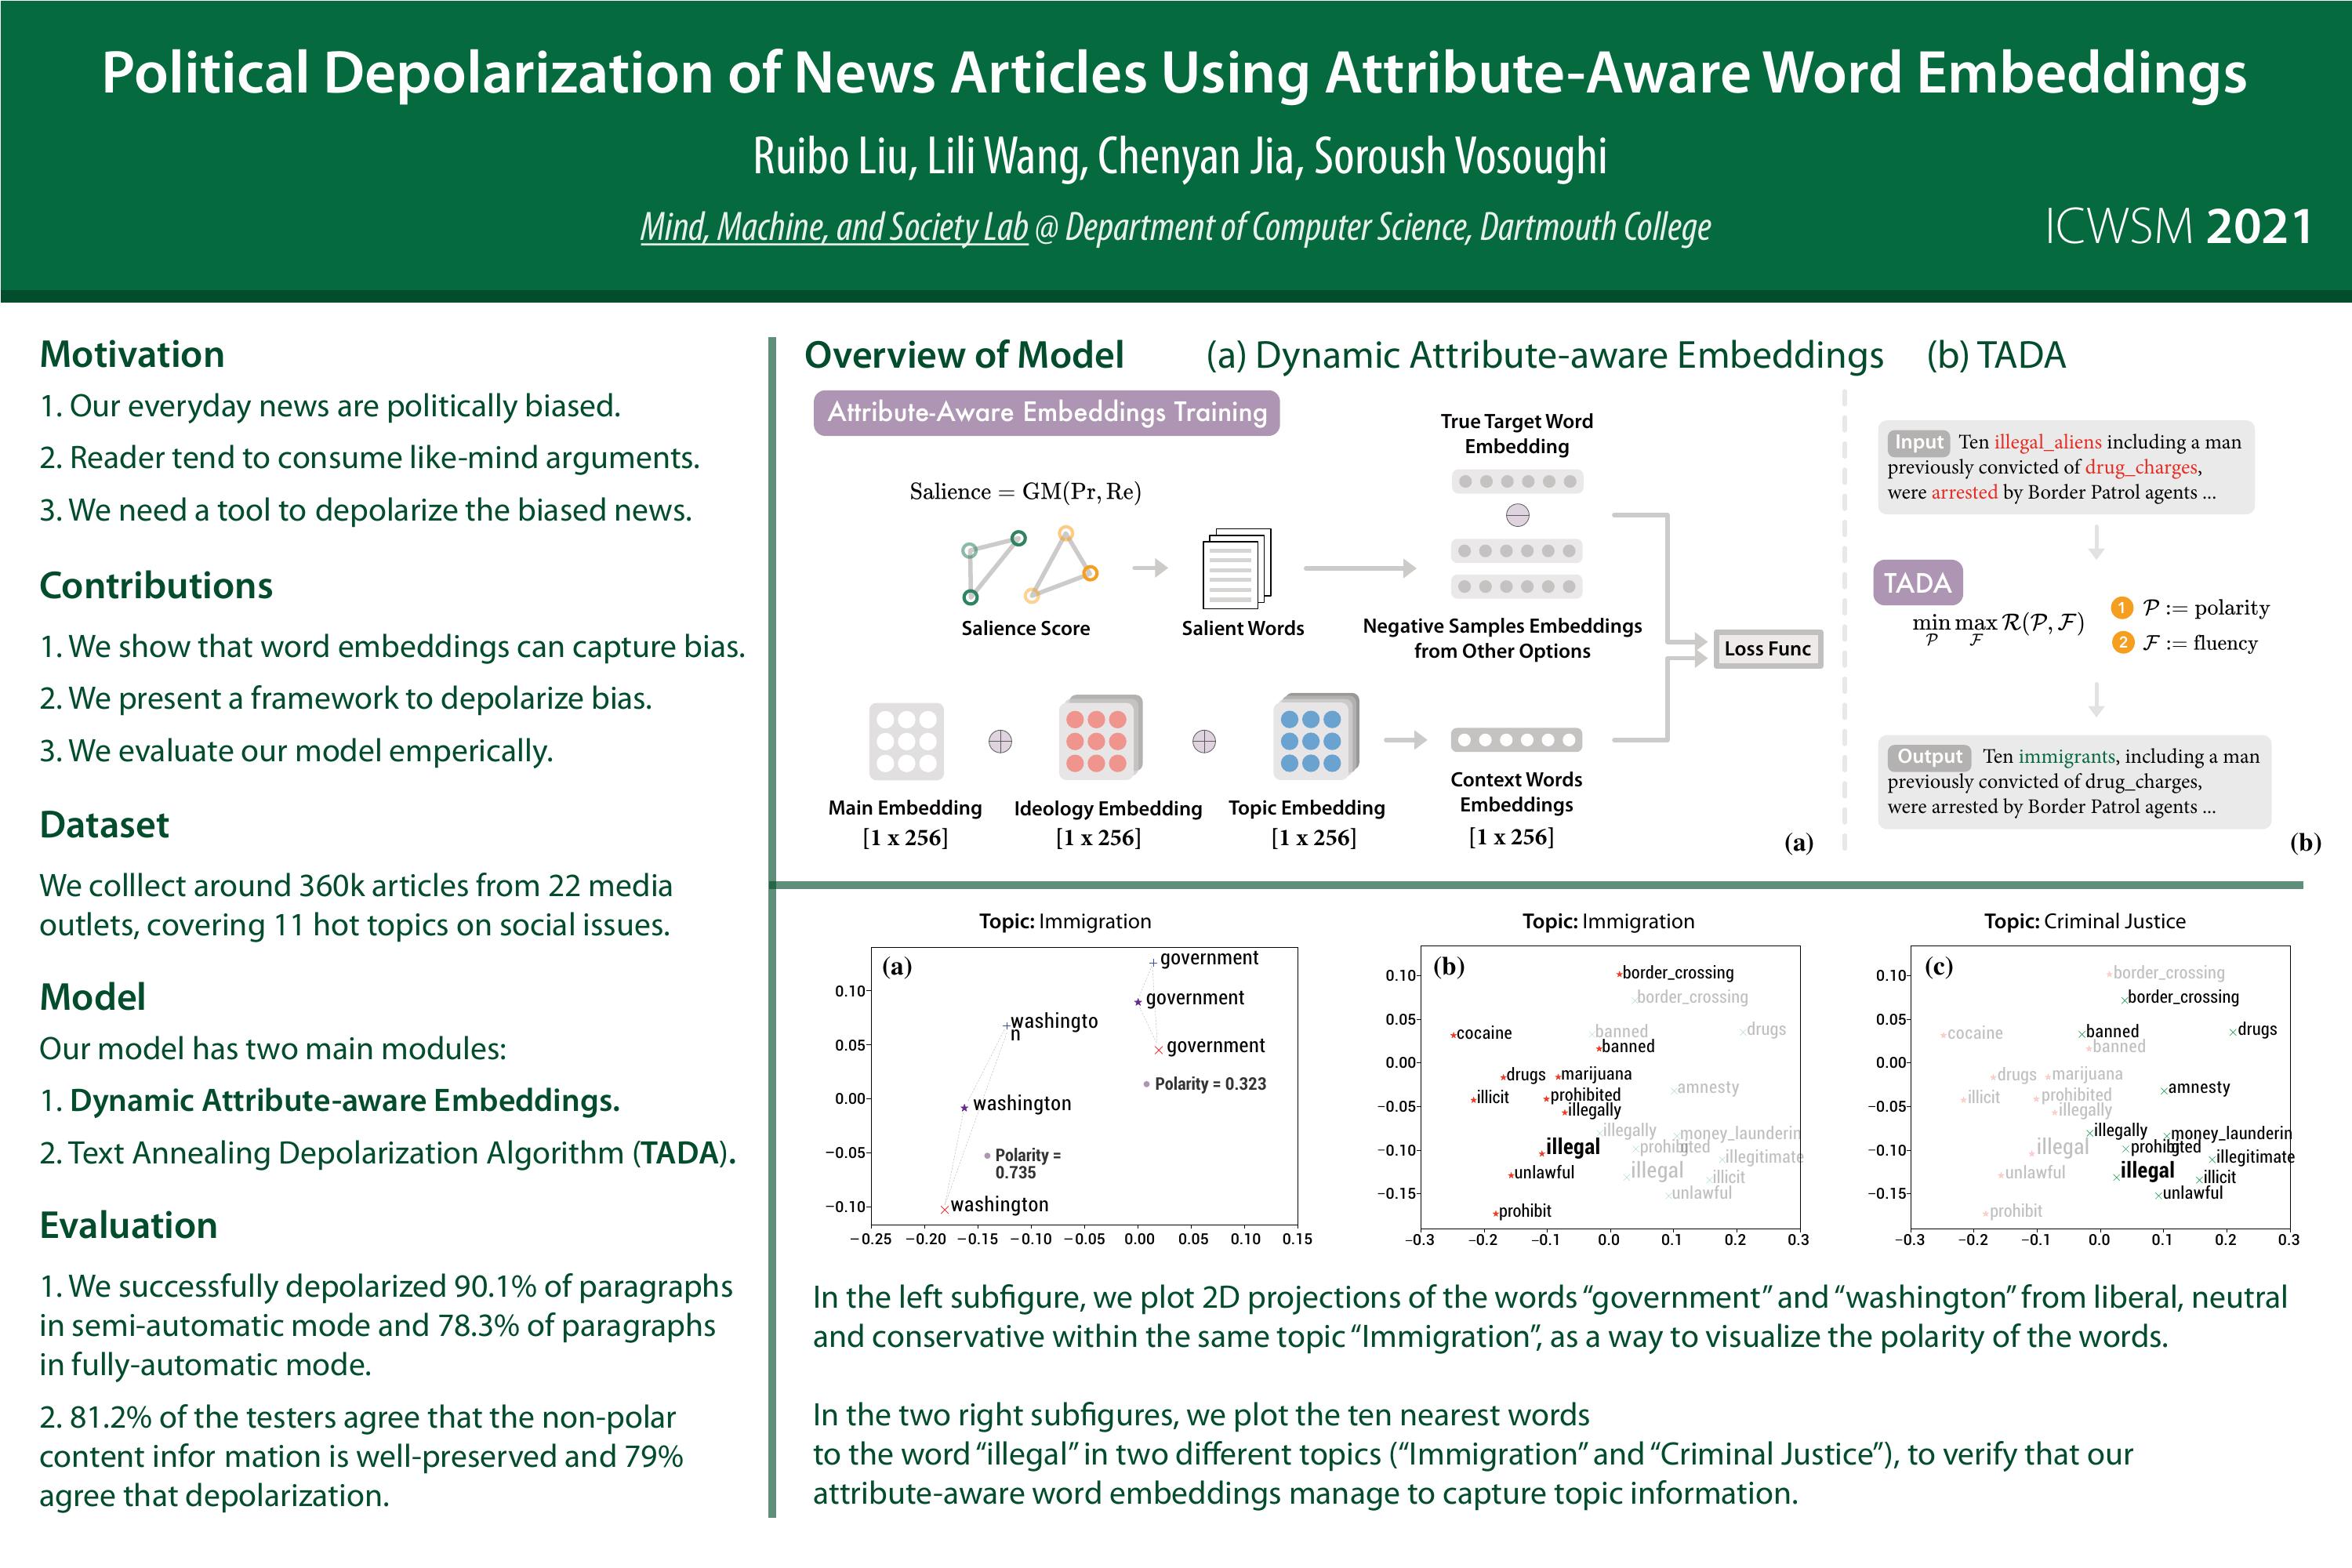 Political Depolarization of News Articles Using Attribute-Aware Word Embeddings
Ruibo Liu, Lili Wang, Chenyan Jia, Soroush Vosoughi
Mind, Machine, and Society Lab @ Department of Computer Science, Dartmouth College
ICWSM 2021
Motivation
1. Our everyday news are politically biased.
2. Reader tend to consume like-mind arguments.
3. We need a tool to depolarize the biased news.
Contributions
1. We show that word embeddings can capture bias.
2. We present a framework to depolarize bias.
3. We evaluate our model emperically.
Dataset
We colllect around 360k articles from 22 media
outlets, covering 11 hot topics on social issues.
Model
Our model has two main modules:
1. Dynamic Attribute-aware Embeddings.
2. Text Annealing Depolarization Algorithm (TADA).
Evaluation
1. We successfully depolarized 90.1% of paragraphs
in semi-automatic mode and 78.3% of paragraphs
in fully-automatic mode.
2. 81.2% of the testers agree that the non-polar
content infor mation is well-preserved and 79%
agree that depolarization.
Overview of Model (a) Dynamic Attribute-aware Embeddings (b) TADA
Attribute-Aware Embeddings Training
Salience = GM(Pr, Re)
Salience Score
Salient Words
True Target Word
Embedding
Negative Samples Embeddings
from Other Options
Loss Func
Main Embedding
[1 x 256]
Ideology Embedding
[1 x 256]
Topic Embedding
[1 x 256]
Context Words
Embeddings
[1 x 256]
(a)
Input Ten illegal_aliens including a man
previously convicted of drug_charges,
were arrested by Border Patrol agents ...
TADA
min max R(P, F)
P F
1 P := polarity
2 F := fluency
Output Ten immigrants, including a man
previously convicted of drug_charges,
were arrested by Border Patrol agents ...
(b)
Topic: Immigration
(a)
government
government
washingto
n
government
Polarity = 0.323
washington
Polarity =
0.735
washington
0.10
0.05
0.00
−0.05
−0.10
−0.25 −0.20 −0.15 −0.10 −0.05 0.00 0.05 0.10 0.15
Topic: Immigration
(b)
border_crossing
border_crossing
cocaine
banned
drugs
banned
drugs
marijuana
illicit
prohibited
amnesty
illegally
illegally
money_launderin
illegal
prohibited
illegitimate
unlawful
illegal
illicit
unlawful
prohibit
0.10
0.05
0.00
−0.05
−0.10
−0.15
−0.3 −0.2 −0.1 0.0 0.1 0.2 0.3
Topic: Criminal Justice
(c)
border_crossing
border_crossing
cocaine
banned
drugs
banned
drugs
marijuana
illicit
prohibited
amnesty
illegally
illegally
money_launderin
illegal
prohibited
illegitimate
unlawful
illegal
illicit
unlawful
prohibit
0.10
0.05
0.00
−0.05
−0.10
−0.15
−0.3 −0.2 −0.1 0.0 0.1 0.2 0.3
In the left subfigure, we plot 2D projections of the words “government” and “washington” from liberal, neutral
and conservative within the same topic “Immigration”, as a way to visualize the polarity of the words.
In the two right subfigures, we plot the ten nearest words
to the word “illegal” in two different topics (“Immigration” and “Criminal Justice”), to verify that our
attribute-aware word embeddings manage to capture topic information.